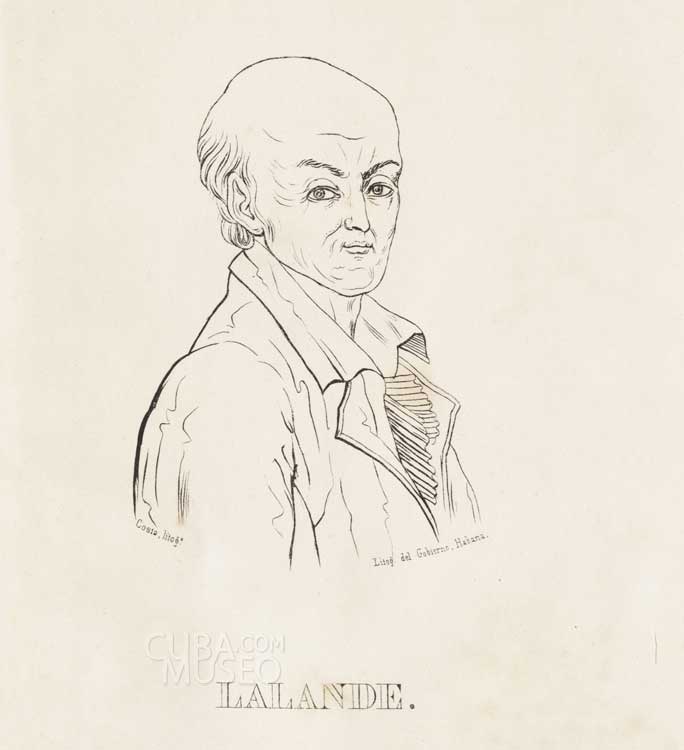 Costa, litog.º
Litog. del Gobierno, Habana.
CUBA.COM
MUSEO
LALANDE.